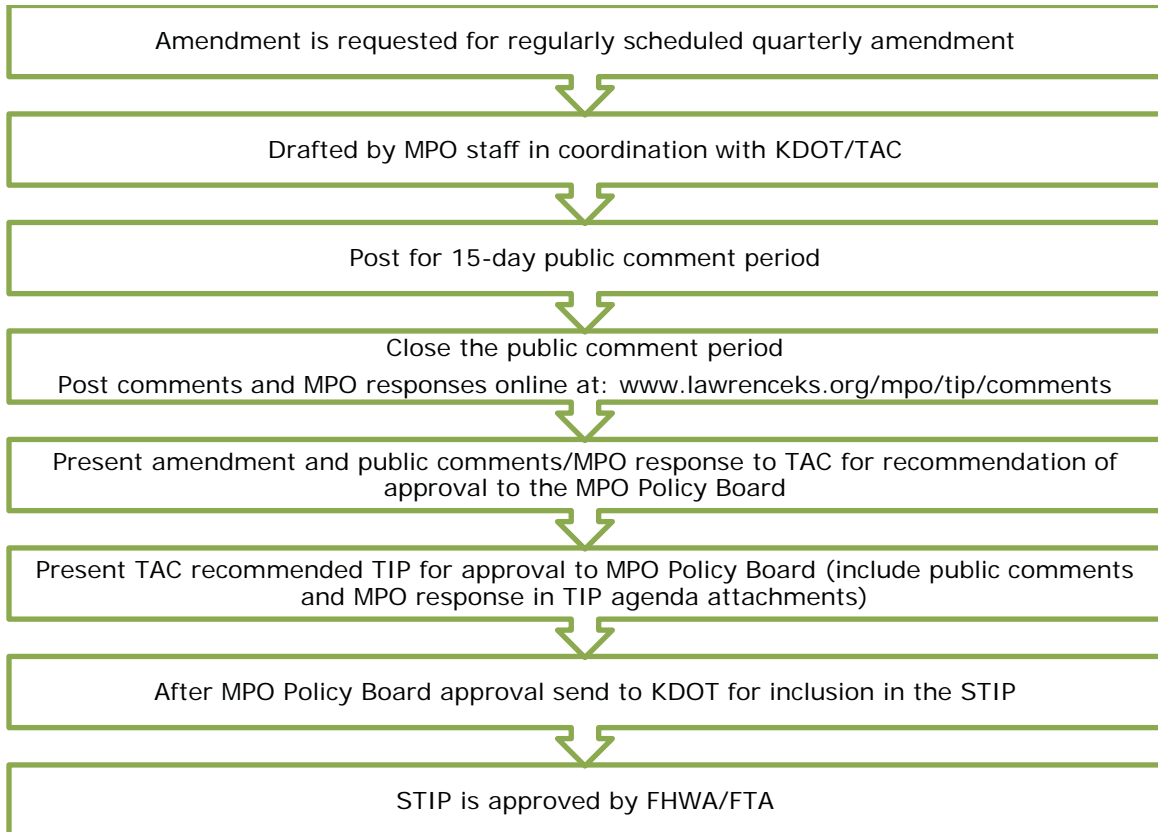 Amendment is requested for regularly scheduled quarterly amendment
Drafted by MPO staff in coordination with KDOT/TAC
Post for 15-day public comment period
Close the public comment period
Post comments and MPO responses online at: www.lawrenceks.org/mpo/tip/comments
Present amendment and public comments/MPO response to TAC for recommendation of
approval to the MPO Policy Board
Present TAC recommended TIP for approval to MPO Policy Board (include public comments
and MPO response in TIP agenda attachments)
After MPO Policy Board approval send to KDOT for inclusion in the STIP
STIP is approved by FHWA/FTA